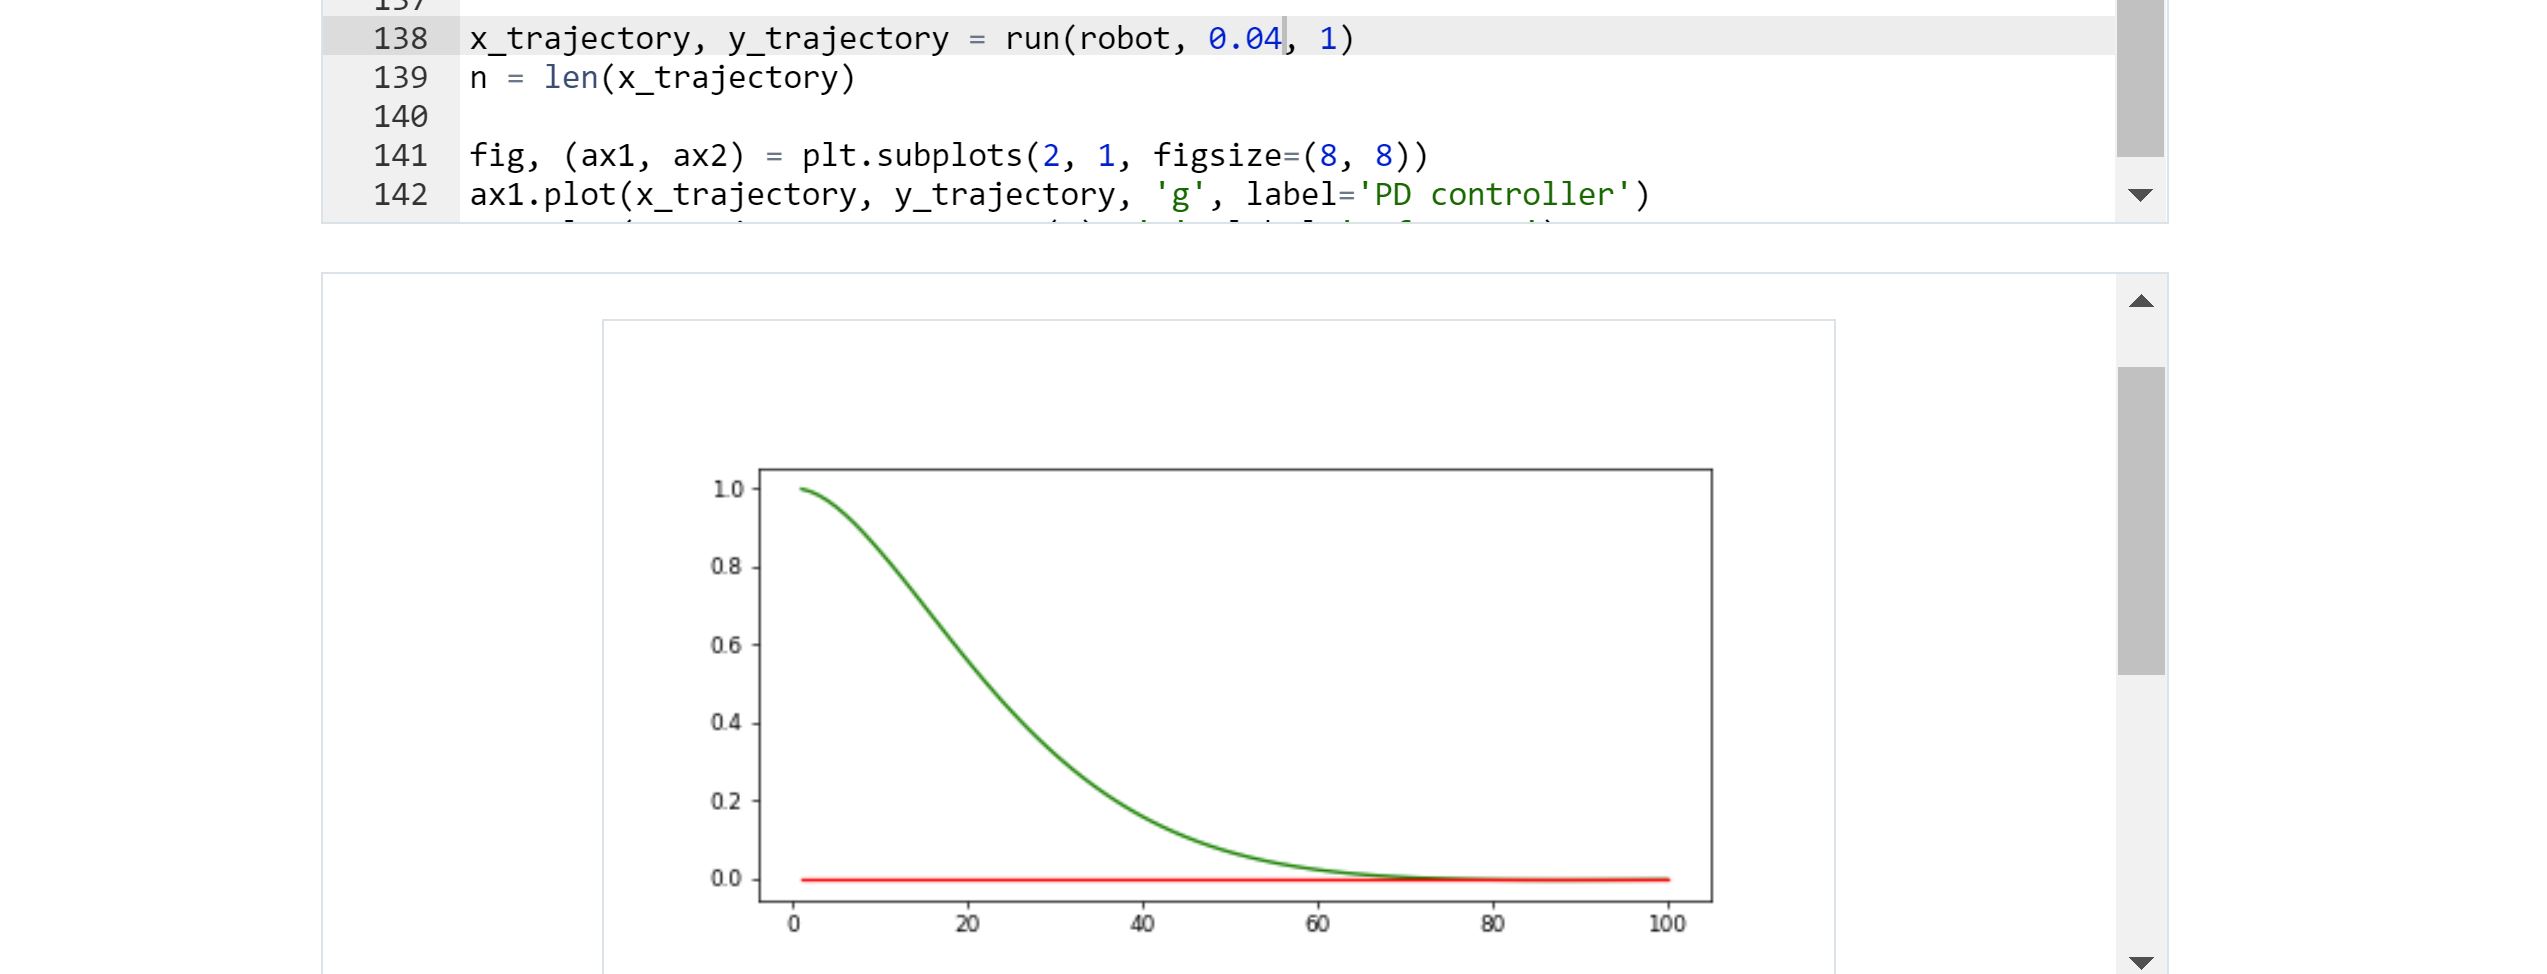 137
138 x_trajectory, y_trajectory = run(robot, 0.04, 1)
139 n = len(x_trajectory)
140
141 fig, (ax1, ax2) = plt.subplots(2, 1, figsize=(8, 8))
142 ax1.plot(x_trajectory, y_trajectory, 'g', label='PD controller')
1.0
0.8
0.6
0.4
0.2
0.0
0 20 40 60 80 100